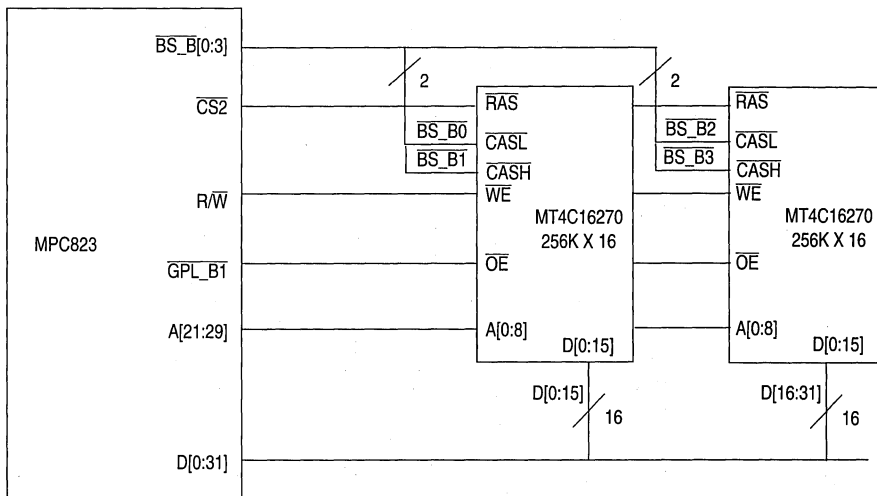 MPC823
BS_B[0:3]
CS2
R/W
GPL_B1
A[21:29]
D[0:31]
2
BS_B0
BS_B1
RAS
CASL
CASH
WE
MT4C16270
256K X 16
OE
A[0:8]
D[0:15]
D[0:15]
16
2
BS_B2
BS_B3
RAS
CASL
CASH
WE
MT4C16270
256K X 16
OE
A[0:8]
D[0:15]
D[16:31]
16